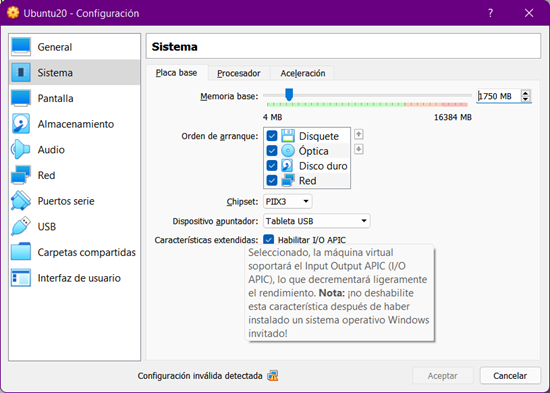 Ubuntu20 - Configuración
?
General
Sistema
Pantalla
Almacenamiento
Audio
Red
Puertos serie
USB
Carpetas compartidas
Interfaz de usuario
Sistema
Placa base Procesador Aceleración
Memoria base: 1750 MB
4 MB 16384 MB
Orden de arranque: Disquete
Óptica
Disco duro
Red
Chipset: PIIX3
Dispositivo apuntador: Tableta USB
Características extendidas: Habilitar I/O APIC
Seleccionado, la máquina virtual
soportará el Input Output APIC (I/O
APIC), lo que decrementará ligeramente
el rendimiento. Nota: ¡no deshabilite
esta característica después de haber
instalado un sistema operativo Windows
invitado!
Configuración inválida detectada Aceptar Cancelar